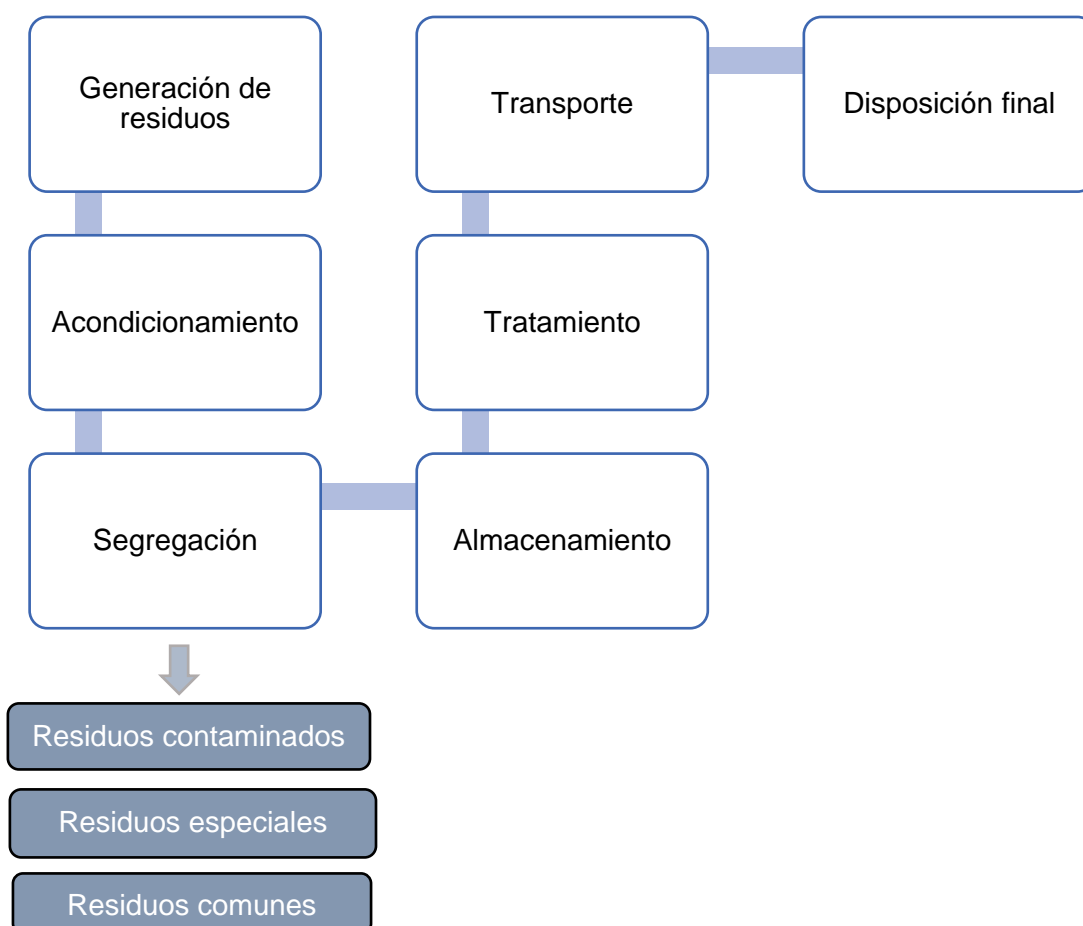 Generación de
residuos
Acondicionamiento
Segregación
Almacenamiento
Tratamiento
Transporte
Disposición final
Residuos contaminados
Residuos especiales
Residuos comunes